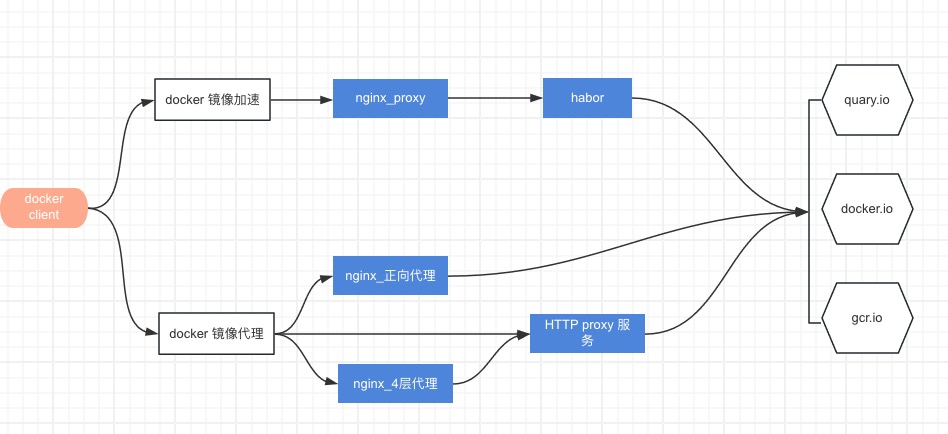 docker 镜像加速
nginx_proxy
habor
quary.io
docker
client
docker.io
nginx_正向代理
docker 镜像代理
HTTP proxy 服
务
gcr.io
nginx_4层代理